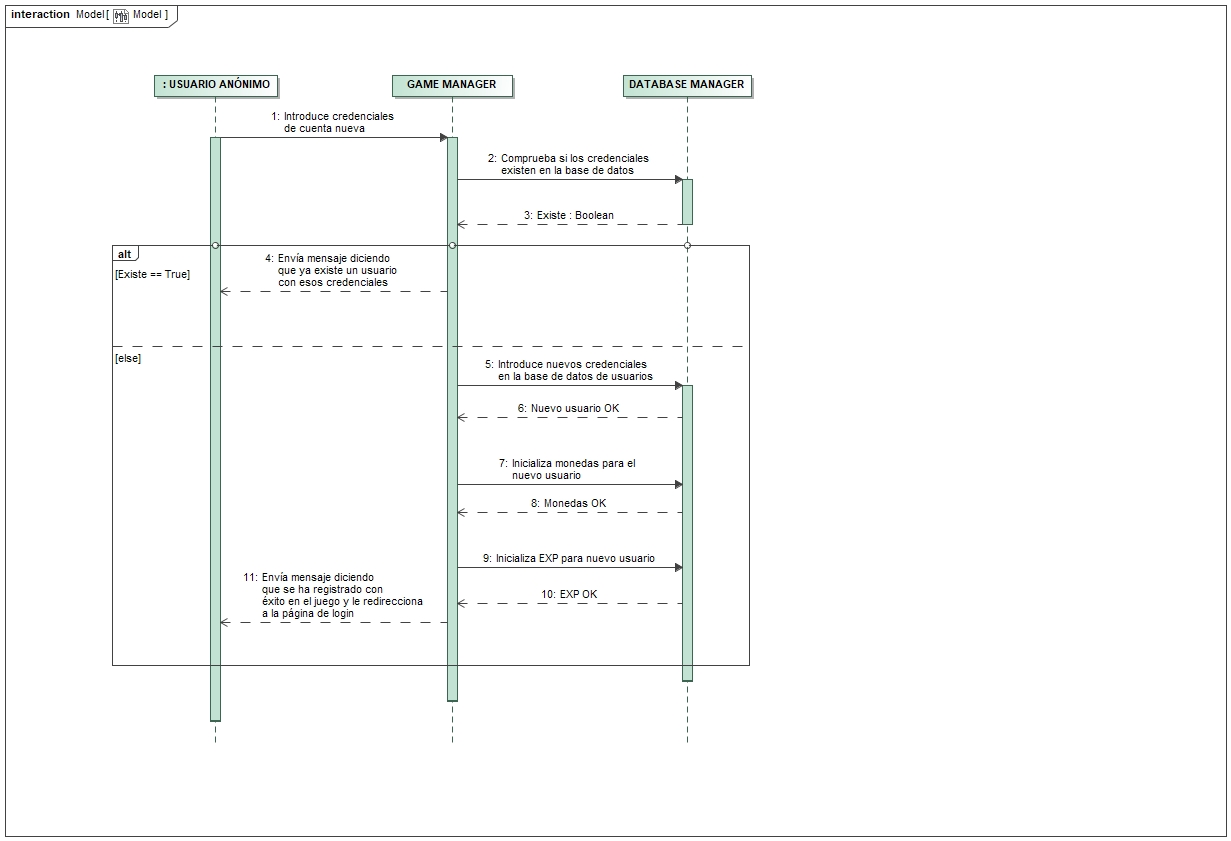 interaction Model[ Model ]
: USUARIO ANÓNIMO
GAME MANAGER
DATABASE MANAGER
1: Introduce credenciales
de cuenta nueva
2: Comprueba si los credenciales
existen en la base de datos
3: Existe : Boolean
alt
[Existe == True]
4: Envía mensaje diciendo
que ya existe un usuario
con esos credenciales
[else]
5: Introduce nuevos credenciales
en la base de datos de usuarios
6: Nuevo usuario OK
7: Inicializa monedas para el
nuevo usuario
8: Monedas OK
9: Inicializa EXP para nuevo usuario
10: EXP OK
11: Envía mensaje diciendo
que se ha registrado con
éxito en el juego y le redirecciona
a la página de login